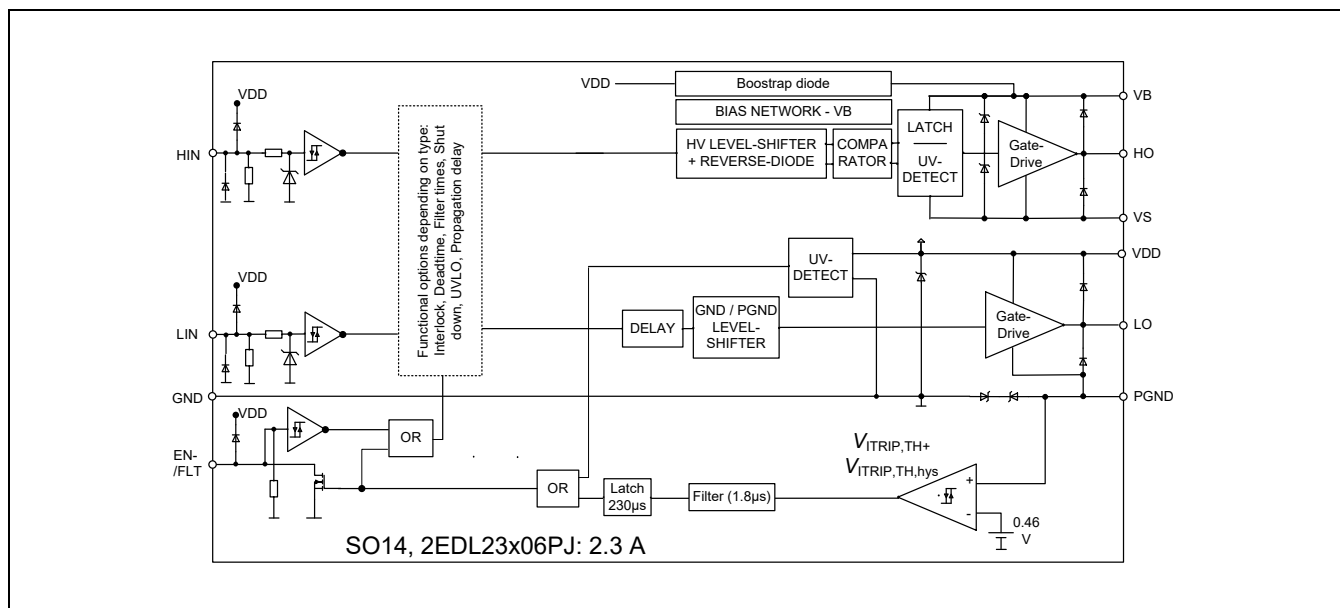 VDD
Boostrap diode
VB
VDD
BIAS NETWORK - VB
HIN
HV LEVEL-SHIFTER
+ REVERSE-DIODE
COMPA
RATOR
LATCH
UV-
DETECT
Gate-
Drive
HO
VS
Functional options depending on type:
Interlock, Deadtime, Filter times, Shut
down, UVLO, Propagation delay
VDD
UV-
DETECT
VDD
LIN
DELAY
GND / PGND
LEVEL-
SHIFTER
Gate-
Drive
LO
GND
PGND
VDD
OR
EN-
/FLT
OR
Latch
230µs
Filter (1.8µs)
VITRIP,TH+
VITRIP,TH,hys
+
-
0.46
V
SO14, 2EDL23x06PJ: 2.3 A